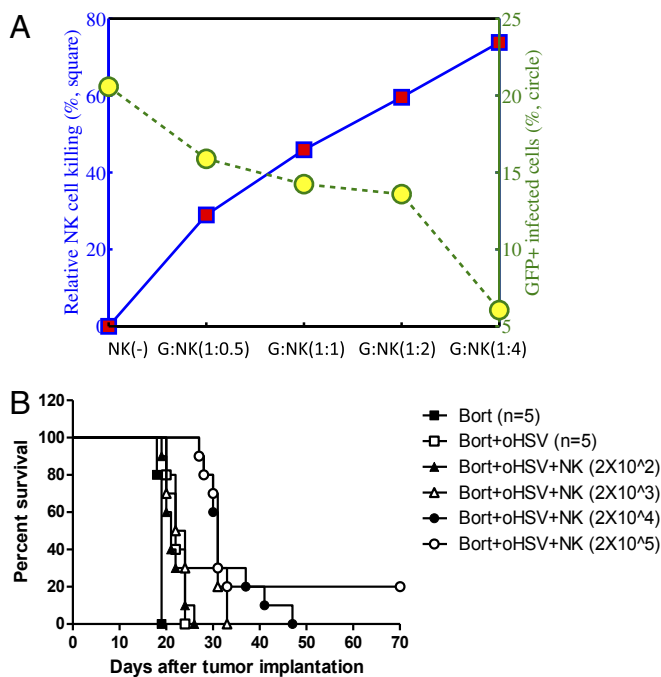 A
Relative NK cell killing (%, square)
80
60
40
20
0
GFP+ infected cells (%, circle)
25
20
15
10
5
NK(-) G:NK(1:0.5) G:NK(1:1) G:NK(1:2) G:NK(1:4)
B
Percent survival
120
100
80
60
40
20
0
0 10 20 30 40 50 60 70
Days after tumor implantation
Bort (n=5)
Bort+oHSV (n=5)
Bort+oHSV+NK (2X10^2)
Bort+oHSV+NK (2X10^3)
Bort+oHSV+NK (2X10^4)
Bort+oHSV+NK (2X10^5)